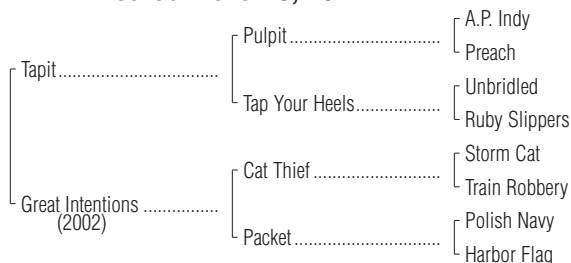 A.P. Indy
Pulpit
Preach
Tapit
Unbridled
Tap Your Heels
Ruby Slippers
Storm Cat
Cat Thief
Train Robbery
Great Intentions
(2002)
Polish Navy
Packet
Harbor Flag